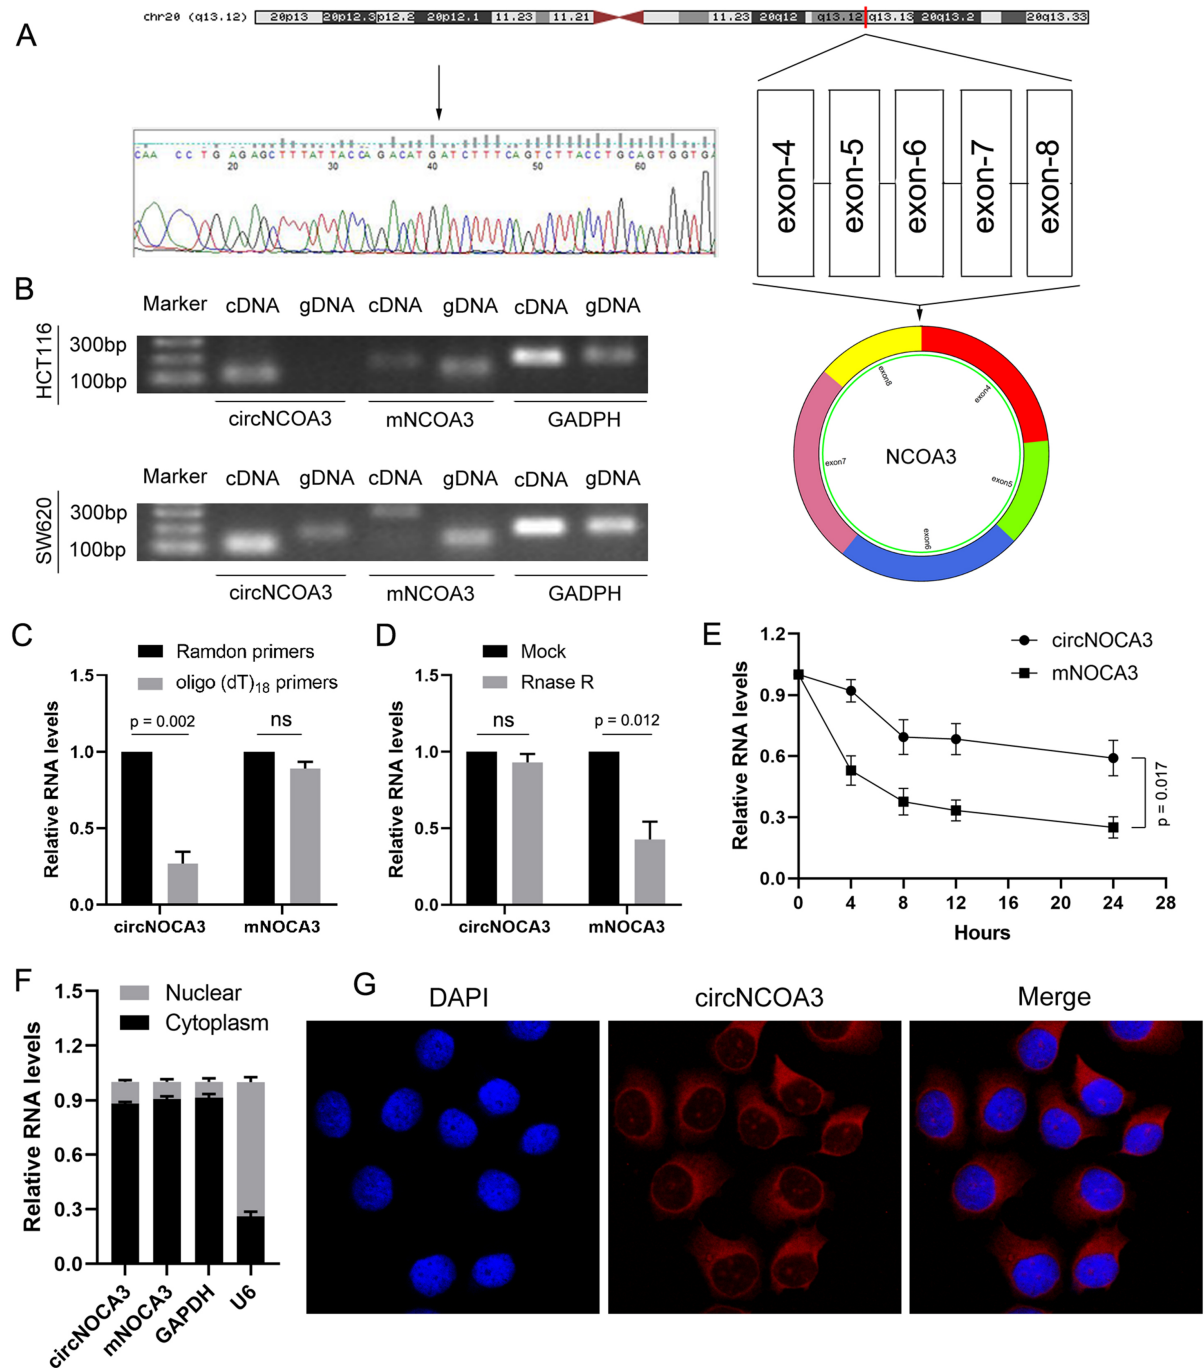 chr20 (q13.12) 20p13 20p12.3 p12.2 20p12.1 11.23 11.21 11.23 20q12 q13.12 q13.13 20q13.2 20q13.33
A
CAA CC TG AGAGCTTTATTACCAGACATGATCTTTCAGTCTTACCTGCAGTGGTGA
20 30 40 50 60
exon-4 exon-5 exon-6 exon-7 exon-8
exon8 exon4
exon7 NCOA3 exon5
exon6
B
HCT116
Marker cDNA gDNA cDNA gDNA cDNA gDNA
300bp
100bp
circNCOA3 mNCOA3 GADPH
SW620
Marker cDNA gDNA cDNA gDNA cDNA gDNA
300bp
100bp
circNCOA3 mNCOA3 GADPH
C
Ramdon primers
oligo (dT)18 primers
Relative RNA levels
1.5
1.0
0.5
0.0
p = 0.002 ns
circNOCA3 mNOCA3
D
Mock
Rnase R
Relative RNA levels
1.5
1.0
0.5
0.0
ns p = 0.012
circNOCA3 mNOCA3
E
circNOCA3
mNOCA3
Relative RNA levels
1.2
0.9
0.6
0.3
0.0
p = 0.017
0 4 8 12 16 20 24 28
Hours
F
Nuclear
Cytoplasm
Relative RNA levels
1.5
1.2
0.9
0.6
0.3
0.0
circNOCA3 mNOCA3 GAPDH U6
G
DAPI circNCOA3 Merge